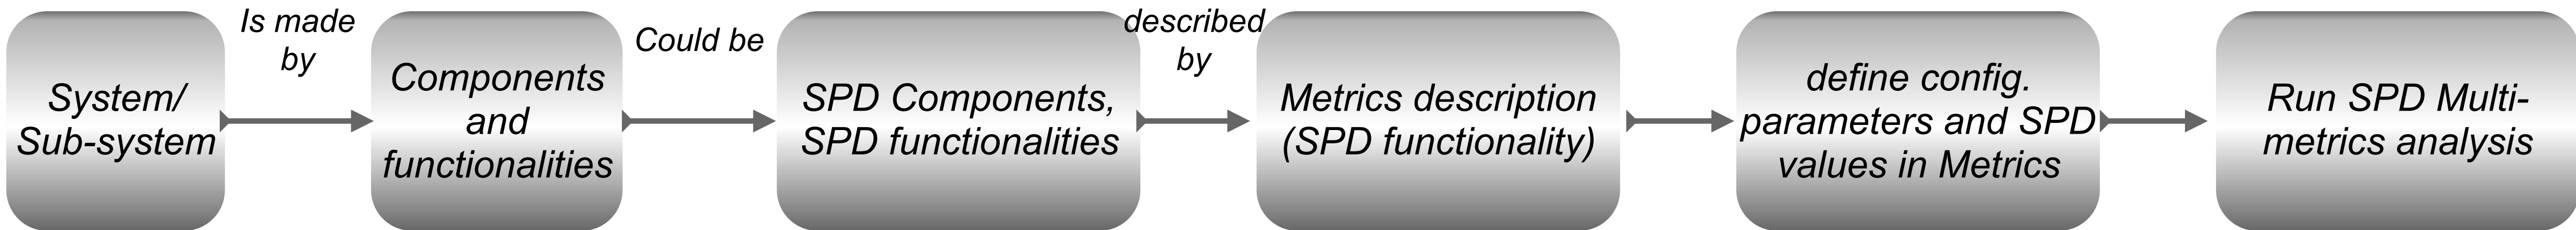 System/
Sub-system
Is made
by
Components
and
functionalities
Could be
SPD Components,
SPD functionalities
described
by
Metrics description
(SPD functionality)
define config.
parameters and SPD
values in Metrics
Run SPD Multi-
metrics analysis